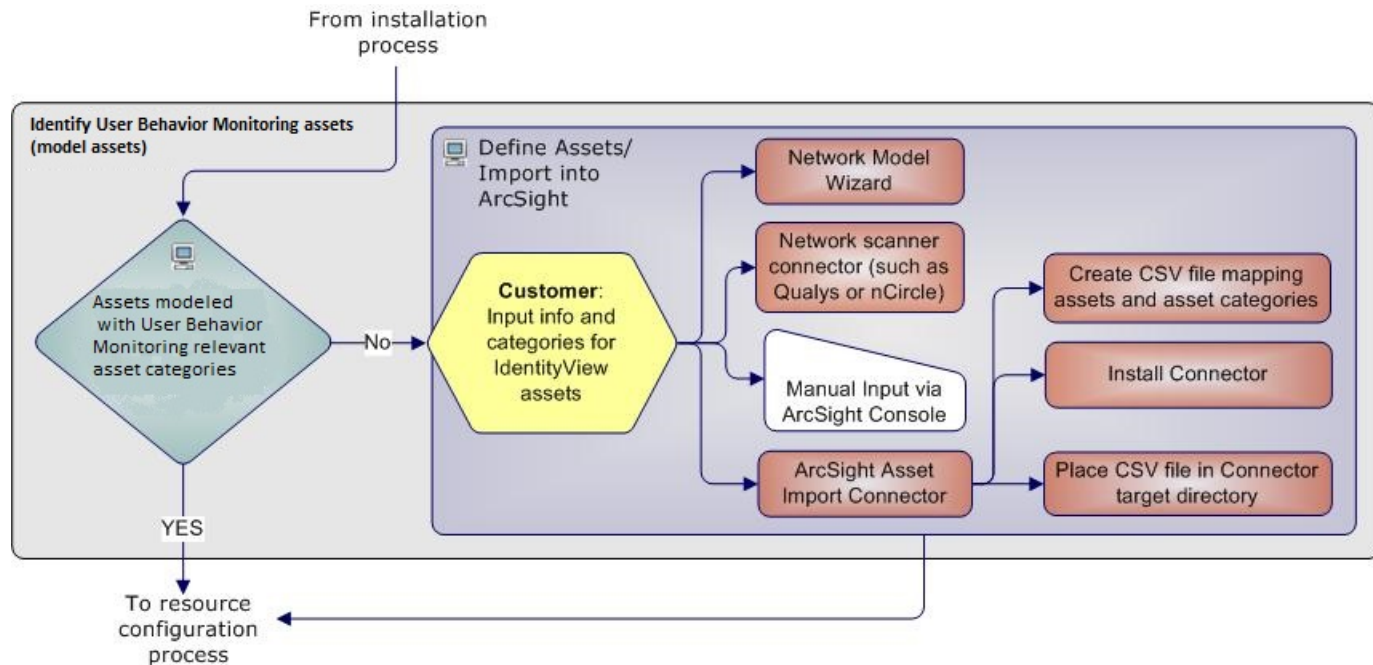 From installation
process
Identify User Behavior Monitoring assets
(model assets)
Define Assets/
Import into
ArcSight
Assets modeled
with User Behavior
Monitoring relevant
asset categories
No
YES
Customer:
Input info and
categories for
IdentityView
assets
Network Model
Wizard
Network scanner
connector (such as
Qualys or nCircle)
Manual Input via
ArcSight Console
ArcSight Asset
Import Connector
Create CSV file mapping
assets and asset categories
Install Connector
Place CSV file in Connector
target directory
To resource
configuration
process